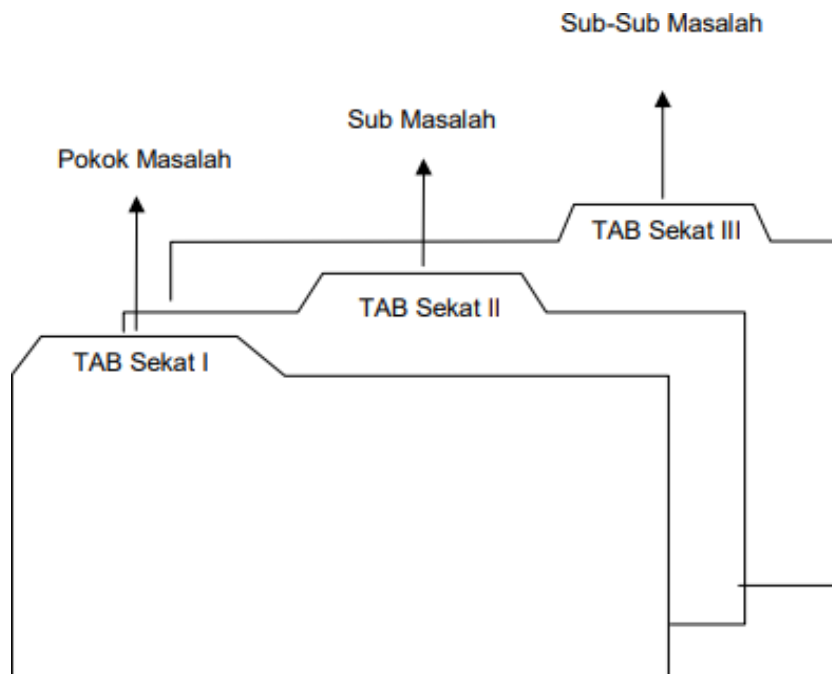 Sub-Sub Masalah
Sub Masalah
Pokok Masalah
TAB Sekat III
TAB Sekat II
TAB Sekat I